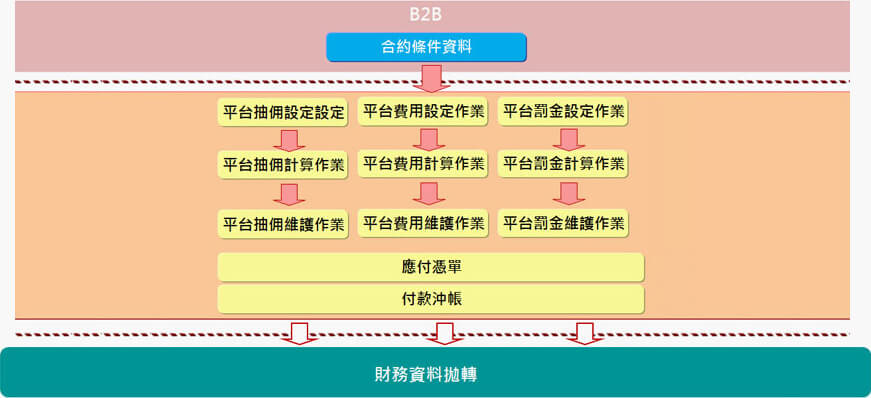 B2B
合約條件資料
平台抽佣設定設定
平台費用設定作業
平台罰金設定作業
平台抽佣計算作業
平台費用計算作業
平台罰金計算作業
平台抽佣維護作業
平台費用維護作業
平台罰金維護作業
應付憑單
付款沖帳
財務資料拋轉